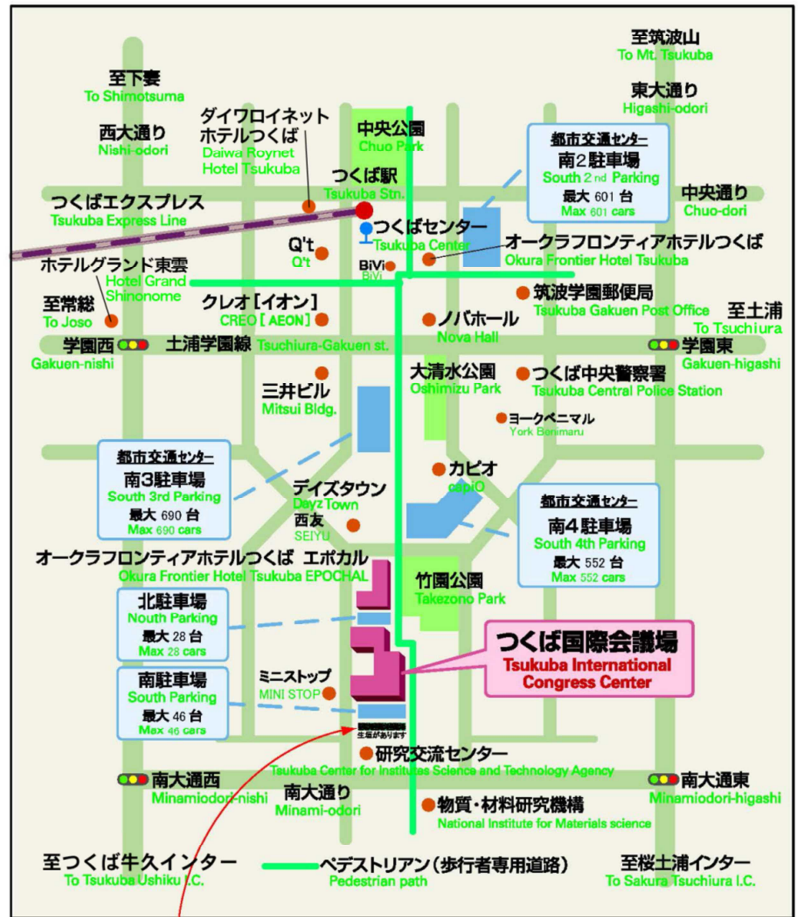 至筑波山
To Mt. Tsukuba
至下妻
To Shimotsuma
東大通り
Higashi-odori
ダイワロイネット
ホテルつくば
Daiwa Roynet
Hotel Tsukuba
中央公園
Chuo Park
西大通り
Nishi-odori
都市交通センター
南2駐車場
South 2nd Parking
最大 601 台
Max 601 cars
つくば駅
Tsukuba Stn.
中央通り
Chuo-dori
つくばエクスプレス
Tsukuba Express Line
つくばセンター
Tsukuba Center
Q't
Q't
オークラフロンティアホテルつくば
Okura Frontier Hotel Tsukuba
BiVi
BiVi
ホテルグランド東雲
Hotel Grand
Shinonome
至常総
To Joso
クレオ［イオン］
CREO [ AEON ]
筑波学園郵便局
Tsukuba Gakuen Post Office
ノバホール
Nova Hall
至土浦
To Tsuchiura
学園西
Gakuen-nishi
土浦学園線
Tsuchiura-Gakuen st.
学園東
Gakuen-higashi
三井ビル
Mitsui Bldg.
大清水公園
Oshimizu Park
つくば中央警察署
Tsukuba Central Police Station
ヨークベニマル
York Benimaru
都市交通センター
南3駐車場
South 3rd Parking
最大 690 台
Max 690 cars
カピオ
capiO
デイズタウン
Dayz Town
西友
SEIYU
都市交通センター
南4駐車場
South 4th Parking
最大 552 台
Max 552 cars
オークラフロンティアホテルつくば エポカル
Okura Frontier Hotel Tsukuba EPOCHAL
竹園公園
Takezono Park
北駐車場
Nouth Parking
最大 28 台
Max 28 cars
つくば国際会議場
Tsukuba International
Congress Center
南駐車場
South Parking
最大 46 台
Max 46 cars
ミニストップ
MINI STOP
生垣があります
研究交流センター
Tsukuba Center for Institutes Science and Technology Agency
南大通西
Minamiodori-nishi
南大通り
Minami-odori
南大通東
Minamiodori-higashi
物質・材料研究機構
National Institute for Materials science
至つくば牛久インター
To Tsukuba Ushiku I.C.
ペデストリアン（歩行者専用道路）
Pedestrian path
至桜土浦インター
To Sakura Tsuchiura I.C.